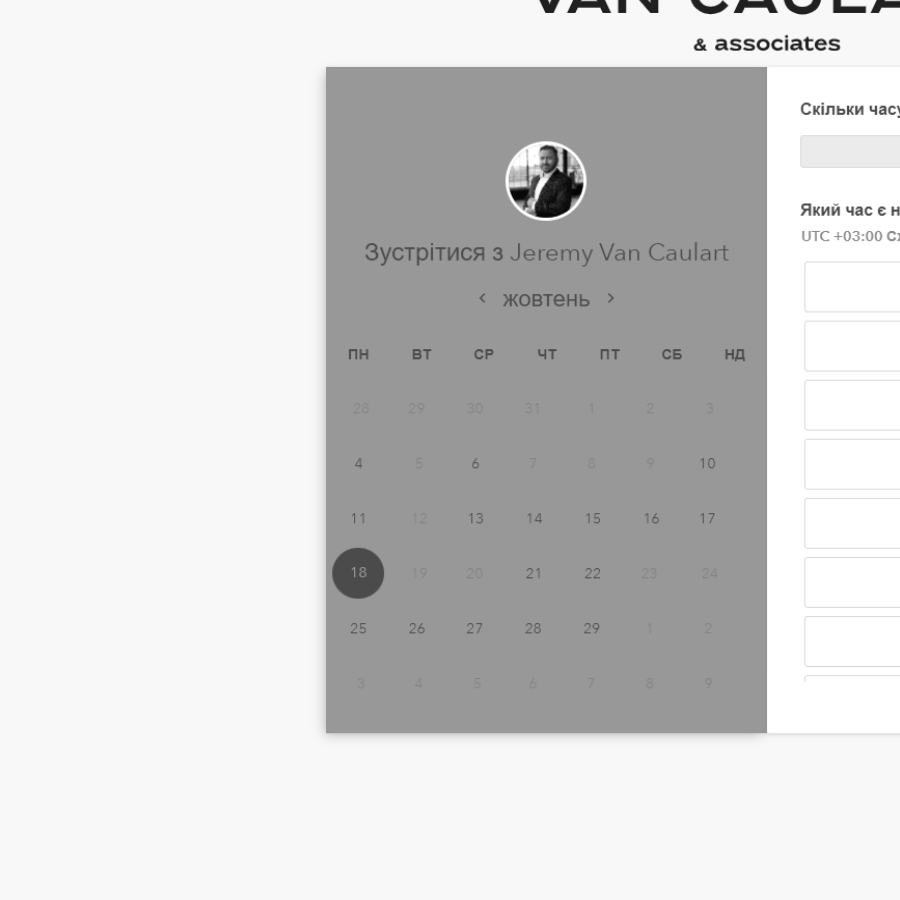 VAN CAULA
& associates
Зустрітися з Jeremy Van Caulart
жовтень
ПН ВТ СР ЧТ ПТ СБ НД
28 29 30 31 1 2 3
4 5 6 7 8 9 10
11 12 13 14 15 16 17
18 19 20 21 22 23 24
25 26 27 28 29 1 2
3 4 5 6 7 8 9
Скільки часу
Який час є н
UTC +03:00 Сх